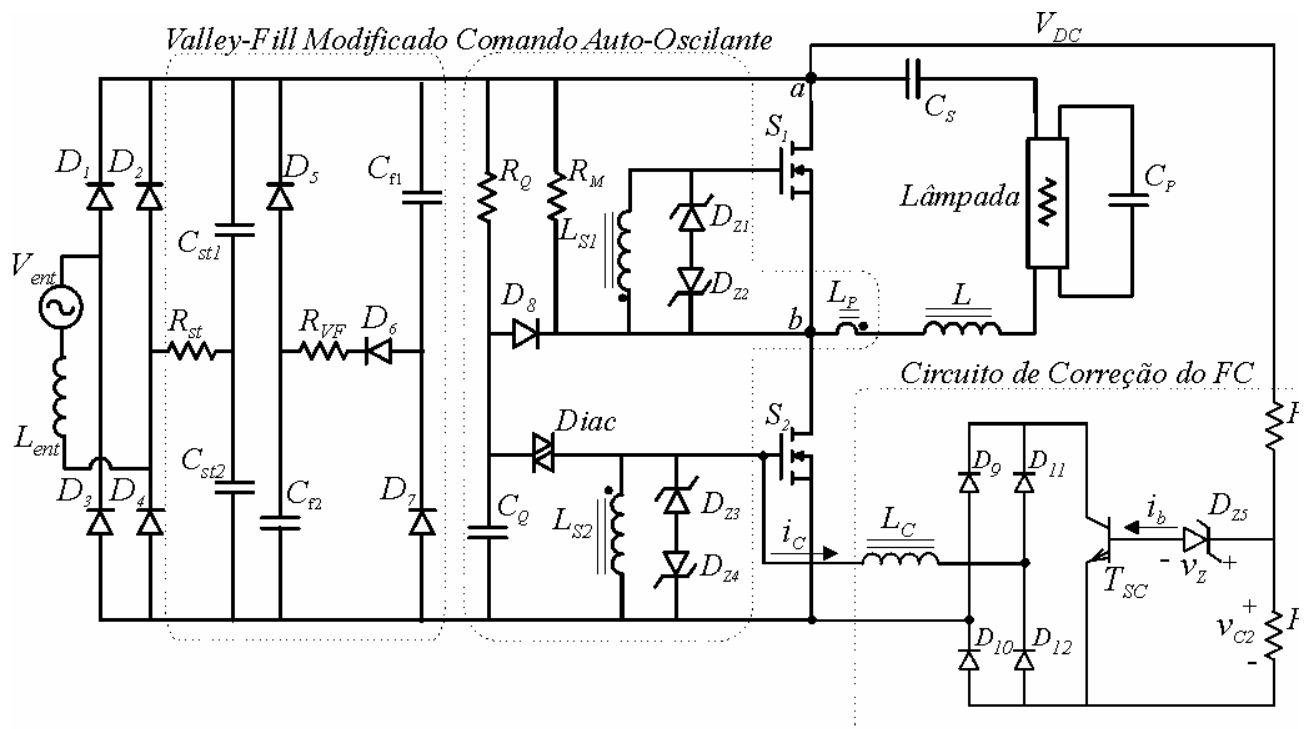 Valley-Fill Modificado Comando Auto-Oscilante
V_DC
a
C_S
D_1 D_2
D_5
C_f1
R_Q
R_M
S_1
L_S1
D_Z1
D_Z2
Lâmpada
C_P
C_st1
V_ent
R_st
R_VF
D_6
D_8
b
L_P
L
Circuito de Correção do FC
L_ent
Diac
S_2
C_st2
D_3 D_4
C_f2
D_7
C_Q
L_S2
D_Z3
D_Z4
i_C
L_C
D_9
D_11
i_b
D_Z5
- v_Z +
T_SC
D_10
D_12
+
v_C2
-